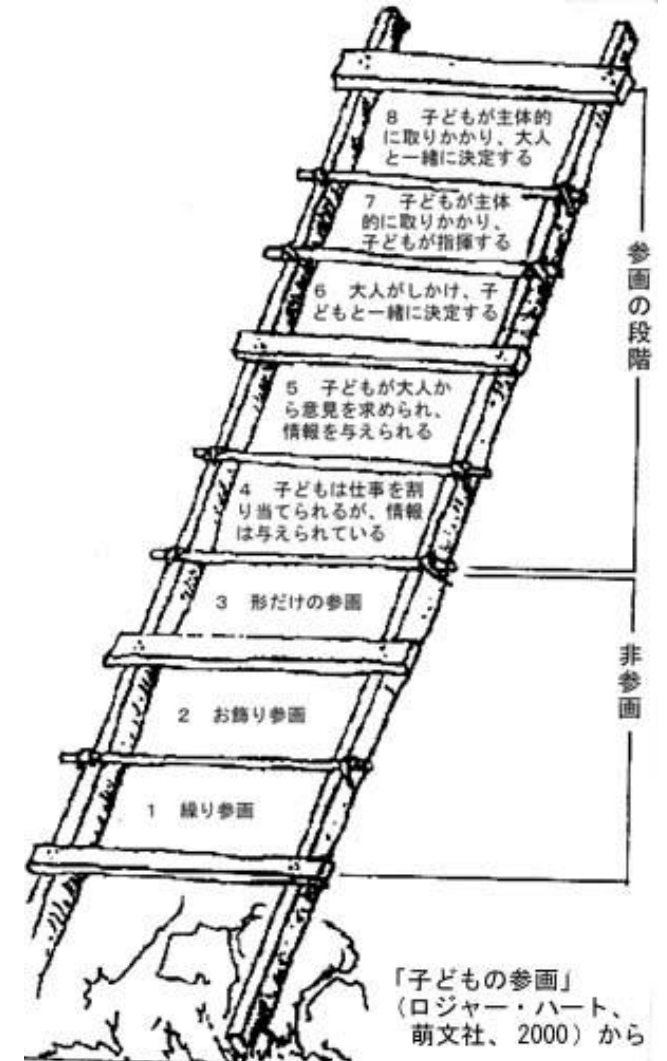 8 子どもが主体的
に取りかかり、大人
と一緒に決定する
7 子どもが主体
的に取りかかり、
子どもが指揮する
6 大人がしかけ、子
どもと一緒に決定する
5 子どもが大人か
ら意見を求められ、
情報を与えられる
4 子どもは仕事を割
り当てられるが、情報
は与えられている
3 形だけの参画
2 お飾り参画
1 繰り参画
参画の段階
非参画
「子どもの参画」
(ロジャー・ハート、
萌文社、2000)から